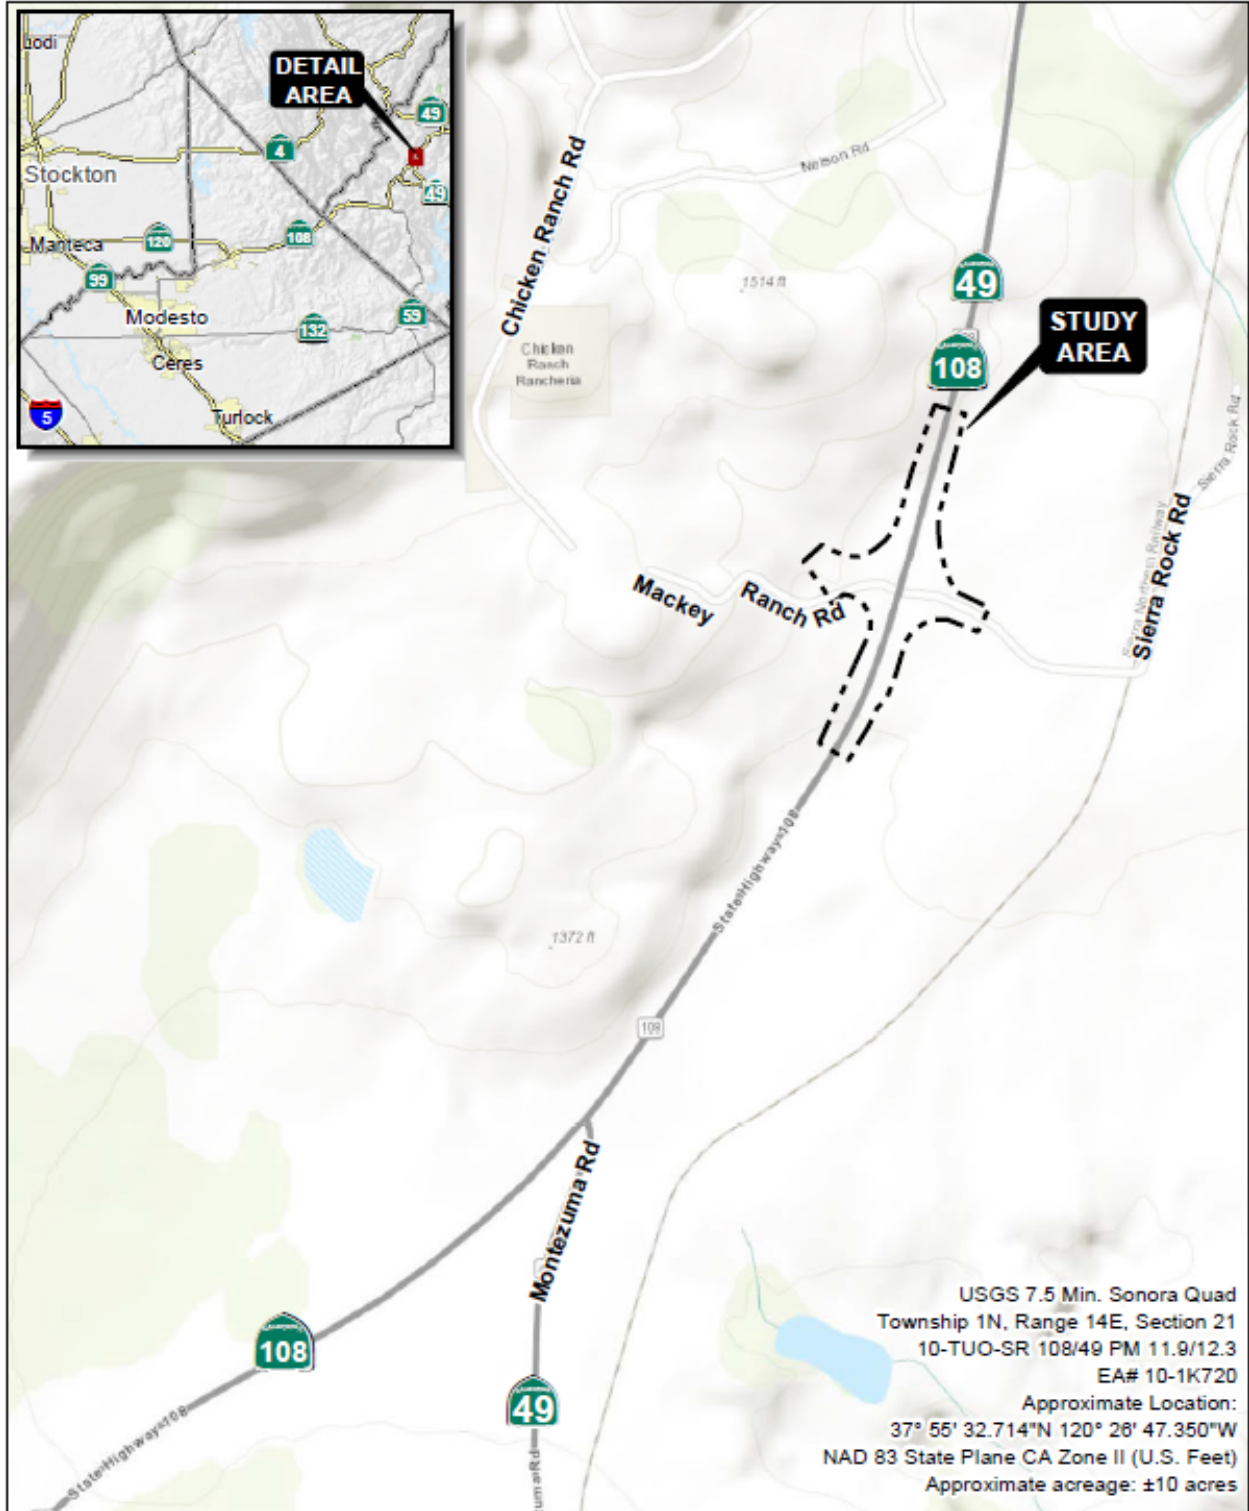 Lodi
DETAIL
AREA
49
4
Stockton
49
120
108
Manteca
99
Modesto
59
132
Ceres
Turlock
5
Chicken Ranch Rd
Nelson Rd
1514 ft
49
108
STUDY
AREA
Chicken
Ranch
Rancheria
Sierra Rock Rd
Sierra Northern Railway
Sierra Rock Rd
Mackey
Ranch Rd
State Highway 108
1372 ft
108
Montezuma Rd
108
49
State Highway 108
zuma Rd
USGS 7.5 Min. Sonora Quad
Township 1N, Range 14E, Section 21
10-TUO-SR 108/49 PM 11.9/12.3
EA# 10-1K720
Approximate Location:
37° 55' 32.714"N 120° 26' 47.350"W
NAD 83 State Plane CA Zone II (U.S. Feet)
Approximate acreage: ±10 acres